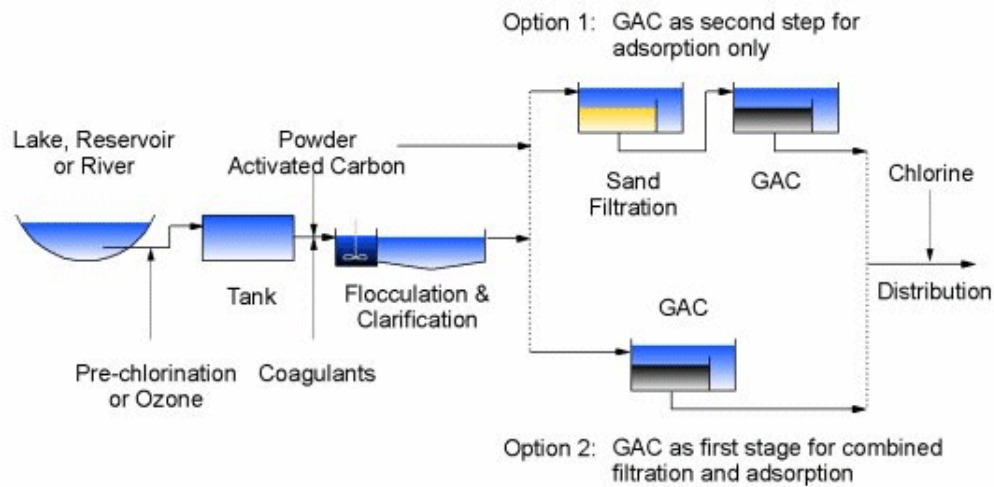 Option 1: GAC as second step for
adsorption only
Lake, Reservoir
or River
Powder
Activated Carbon
Sand
Filtration
GAC
Chlorine
Tank
Flocculation &
Clarification
GAC
Distribution
Pre-chlorination
or Ozone
Coagulants
Option 2: GAC as first stage for combined
filtration and adsorption